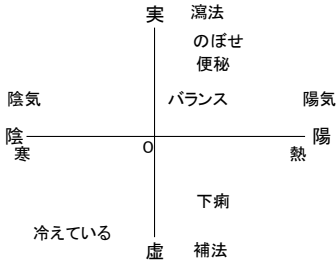 実 瀉法
のぼせ
便秘
陰気 バランス 陽気
陰 陽
寒 O 熱
下痢
冷えている
虚 補法